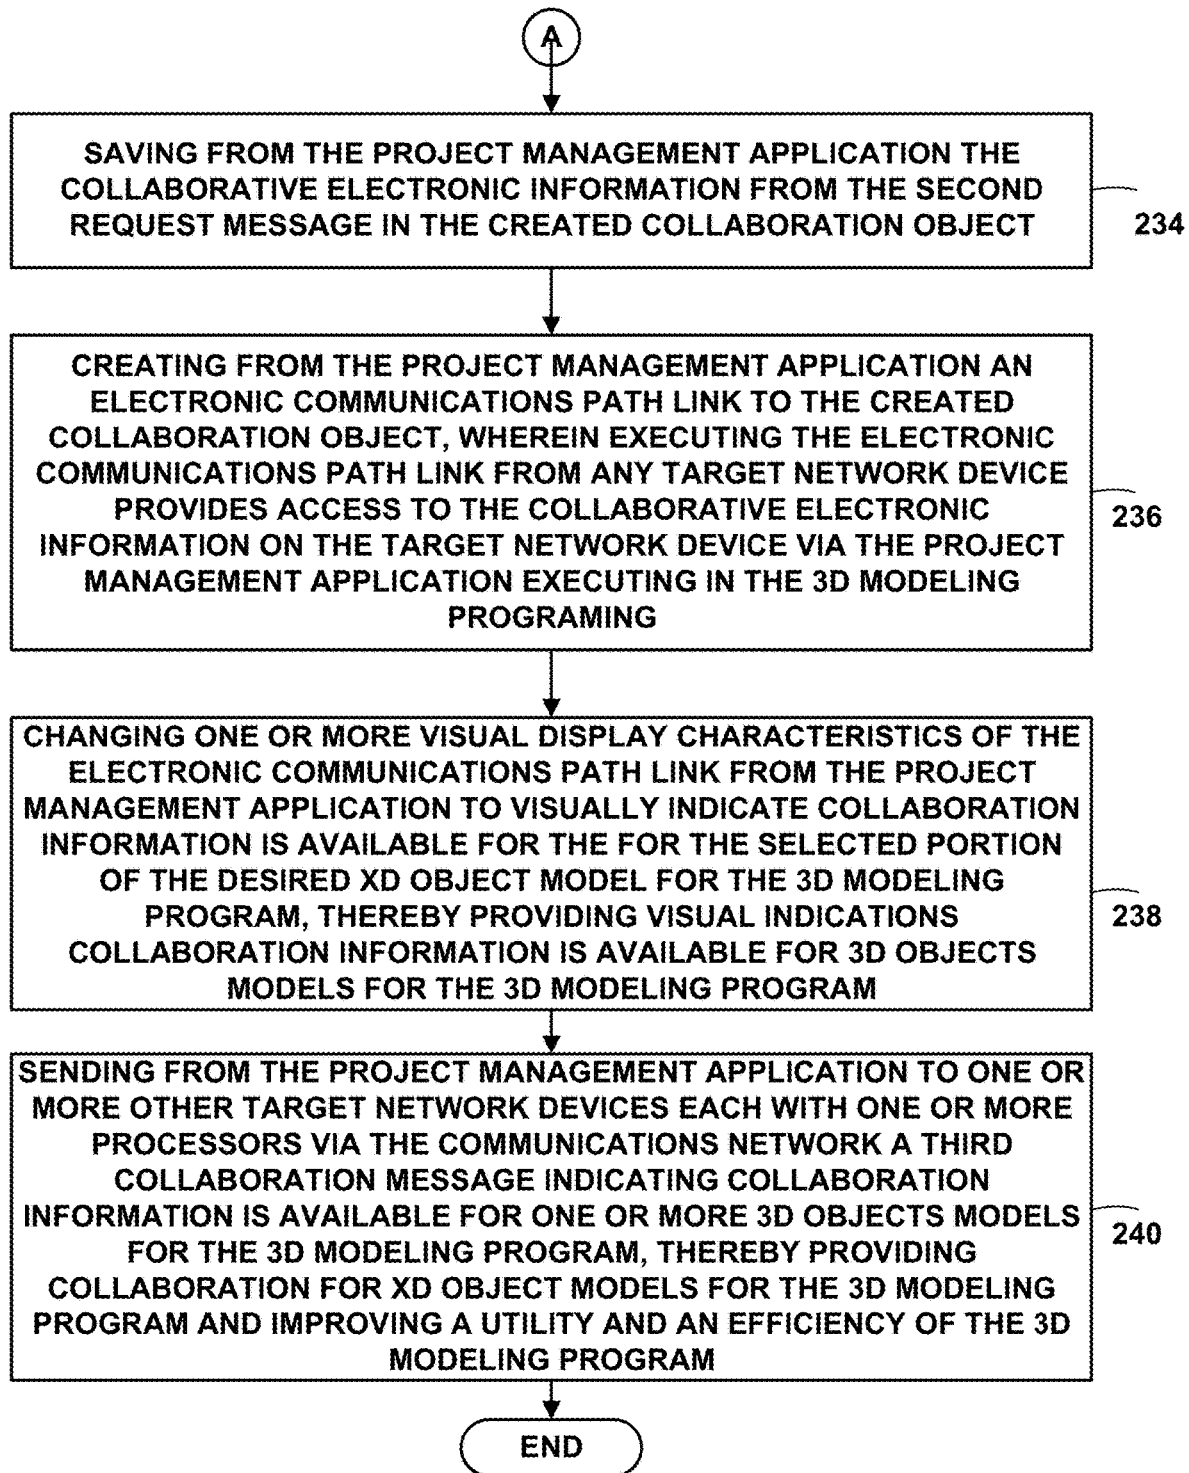 A
SAVING FROM THE PROJECT MANAGEMENT APPLICATION THE
COLLABORATIVE ELECTRONIC INFORMATION FROM THE SECOND
REQUEST MESSAGE IN THE CREATED COLLABORATION OBJECT
234
CREATING FROM THE PROJECT MANAGEMENT APPLICATION AN
ELECTRONIC COMMUNICATIONS PATH LINK TO THE CREATED
COLLABORATION OBJECT, WHEREIN EXECUTING THE ELECTRONIC
COMMUNICATIONS PATH LINK FROM ANY TARGET NETWORK DEVICE
PROVIDES ACCESS TO THE COLLABORATIVE ELECTRONIC
INFORMATION ON THE TARGET NETWORK DEVICE VIA THE PROJECT
MANAGEMENT APPLICATION EXECUTING IN THE 3D MODELING
PROGRAMING
236
CHANGING ONE OR MORE VISUAL DISPLAY CHARACTERISTICS OF THE
ELECTRONIC COMMUNICATIONS PATH LINK FROM THE PROJECT
MANAGEMENT APPLICATION TO VISUALLY INDICATE COLLABORATION
INFORMATION IS AVAILABLE FOR THE FOR THE SELECTED PORTION
OF THE DESIRED XD OBJECT MODEL FOR THE 3D MODELING
PROGRAM, THEREBY PROVIDING VISUAL INDICATIONS
COLLABORATION INFORMATION IS AVAILABLE FOR 3D OBJECTS
MODELS FOR THE 3D MODELING PROGRAM
238
SENDING FROM THE PROJECT MANAGEMENT APPLICATION TO ONE OR
MORE OTHER TARGET NETWORK DEVICES EACH WITH ONE OR MORE
PROCESSORS VIA THE COMMUNICATIONS NETWORK A THIRD
COLLABORATION MESSAGE INDICATING COLLABORATION
INFORMATION IS AVAILABLE FOR ONE OR MORE 3D OBJECTS MODELS
FOR THE 3D MODELING PROGRAM, THEREBY PROVIDING
COLLABORATION FOR XD OBJECT MODELS FOR THE 3D MODELING
PROGRAM AND IMPROVING A UTILITY AND AN EFFICIENCY OF THE 3D
MODELING PROGRAM
240
END